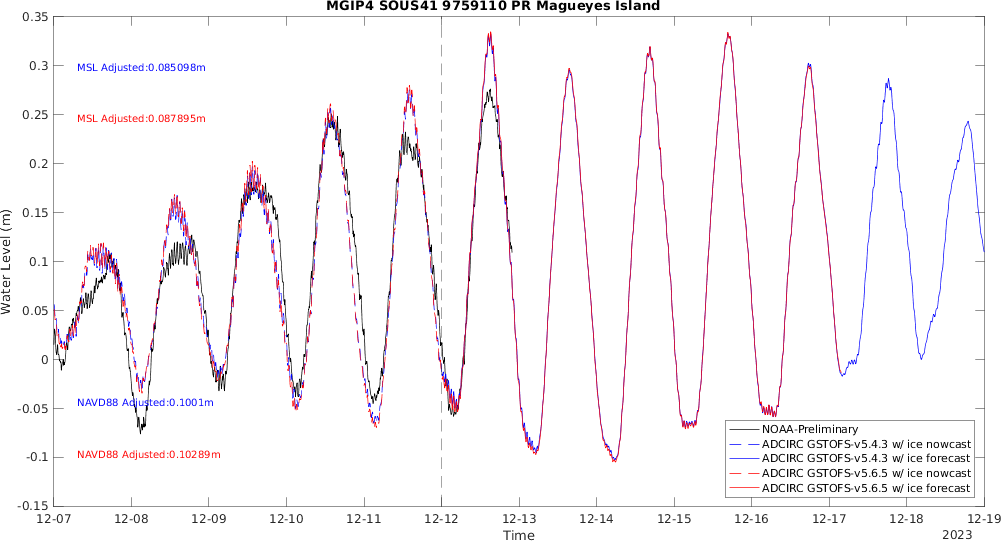 MGIP4 SOUS41 9759110 PR Magueyes Island
0.35
0.3
0.25
0.2
0.15
0.1
0.05
0
-0.05
-0.1
-0.15
Water Level (m)
MSL Adjusted:0.085098m
MSL Adjusted:0.087895m
NAVD88 Adjusted:0.1001m
NAVD88 Adjusted:0.10289m
NOAA-Preliminary
ADCIRC GSTOFS-v5.4.3 w/ ice nowcast
ADCIRC GSTOFS-v5.4.3 w/ ice forecast
ADCIRC GSTOFS-v5.6.5 w/ ice nowcast
ADCIRC GSTOFS-v5.6.5 w/ ice forecast
12-07 12-08 12-09 12-10 12-11 12-12 12-13 12-14 12-15 12-16 12-17 12-18 12-19
Time
2023